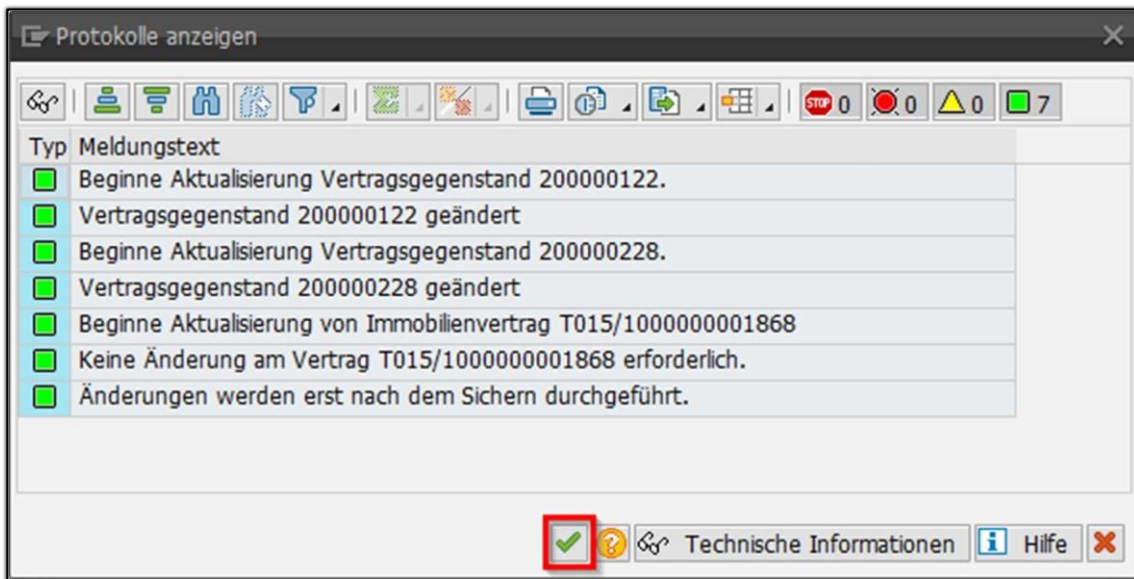 Protokolle anzeigen
STOP 0 0 0 7
Typ Meldungstext
Beginne Aktualisierung Vertragsgegenstand 200000122.
Vertragsgegenstand 200000122 geändert
Beginne Aktualisierung Vertragsgegenstand 200000228.
Vertragsgegenstand 200000228 geändert
Beginne Aktualisierung von Immobilienvertrag T015/1000000001868
Keine Änderung am Vertrag T015/1000000001868 erforderlich.
Änderungen werden erst nach dem Sichern durchgeführt.
Technische Informationen Hilfe